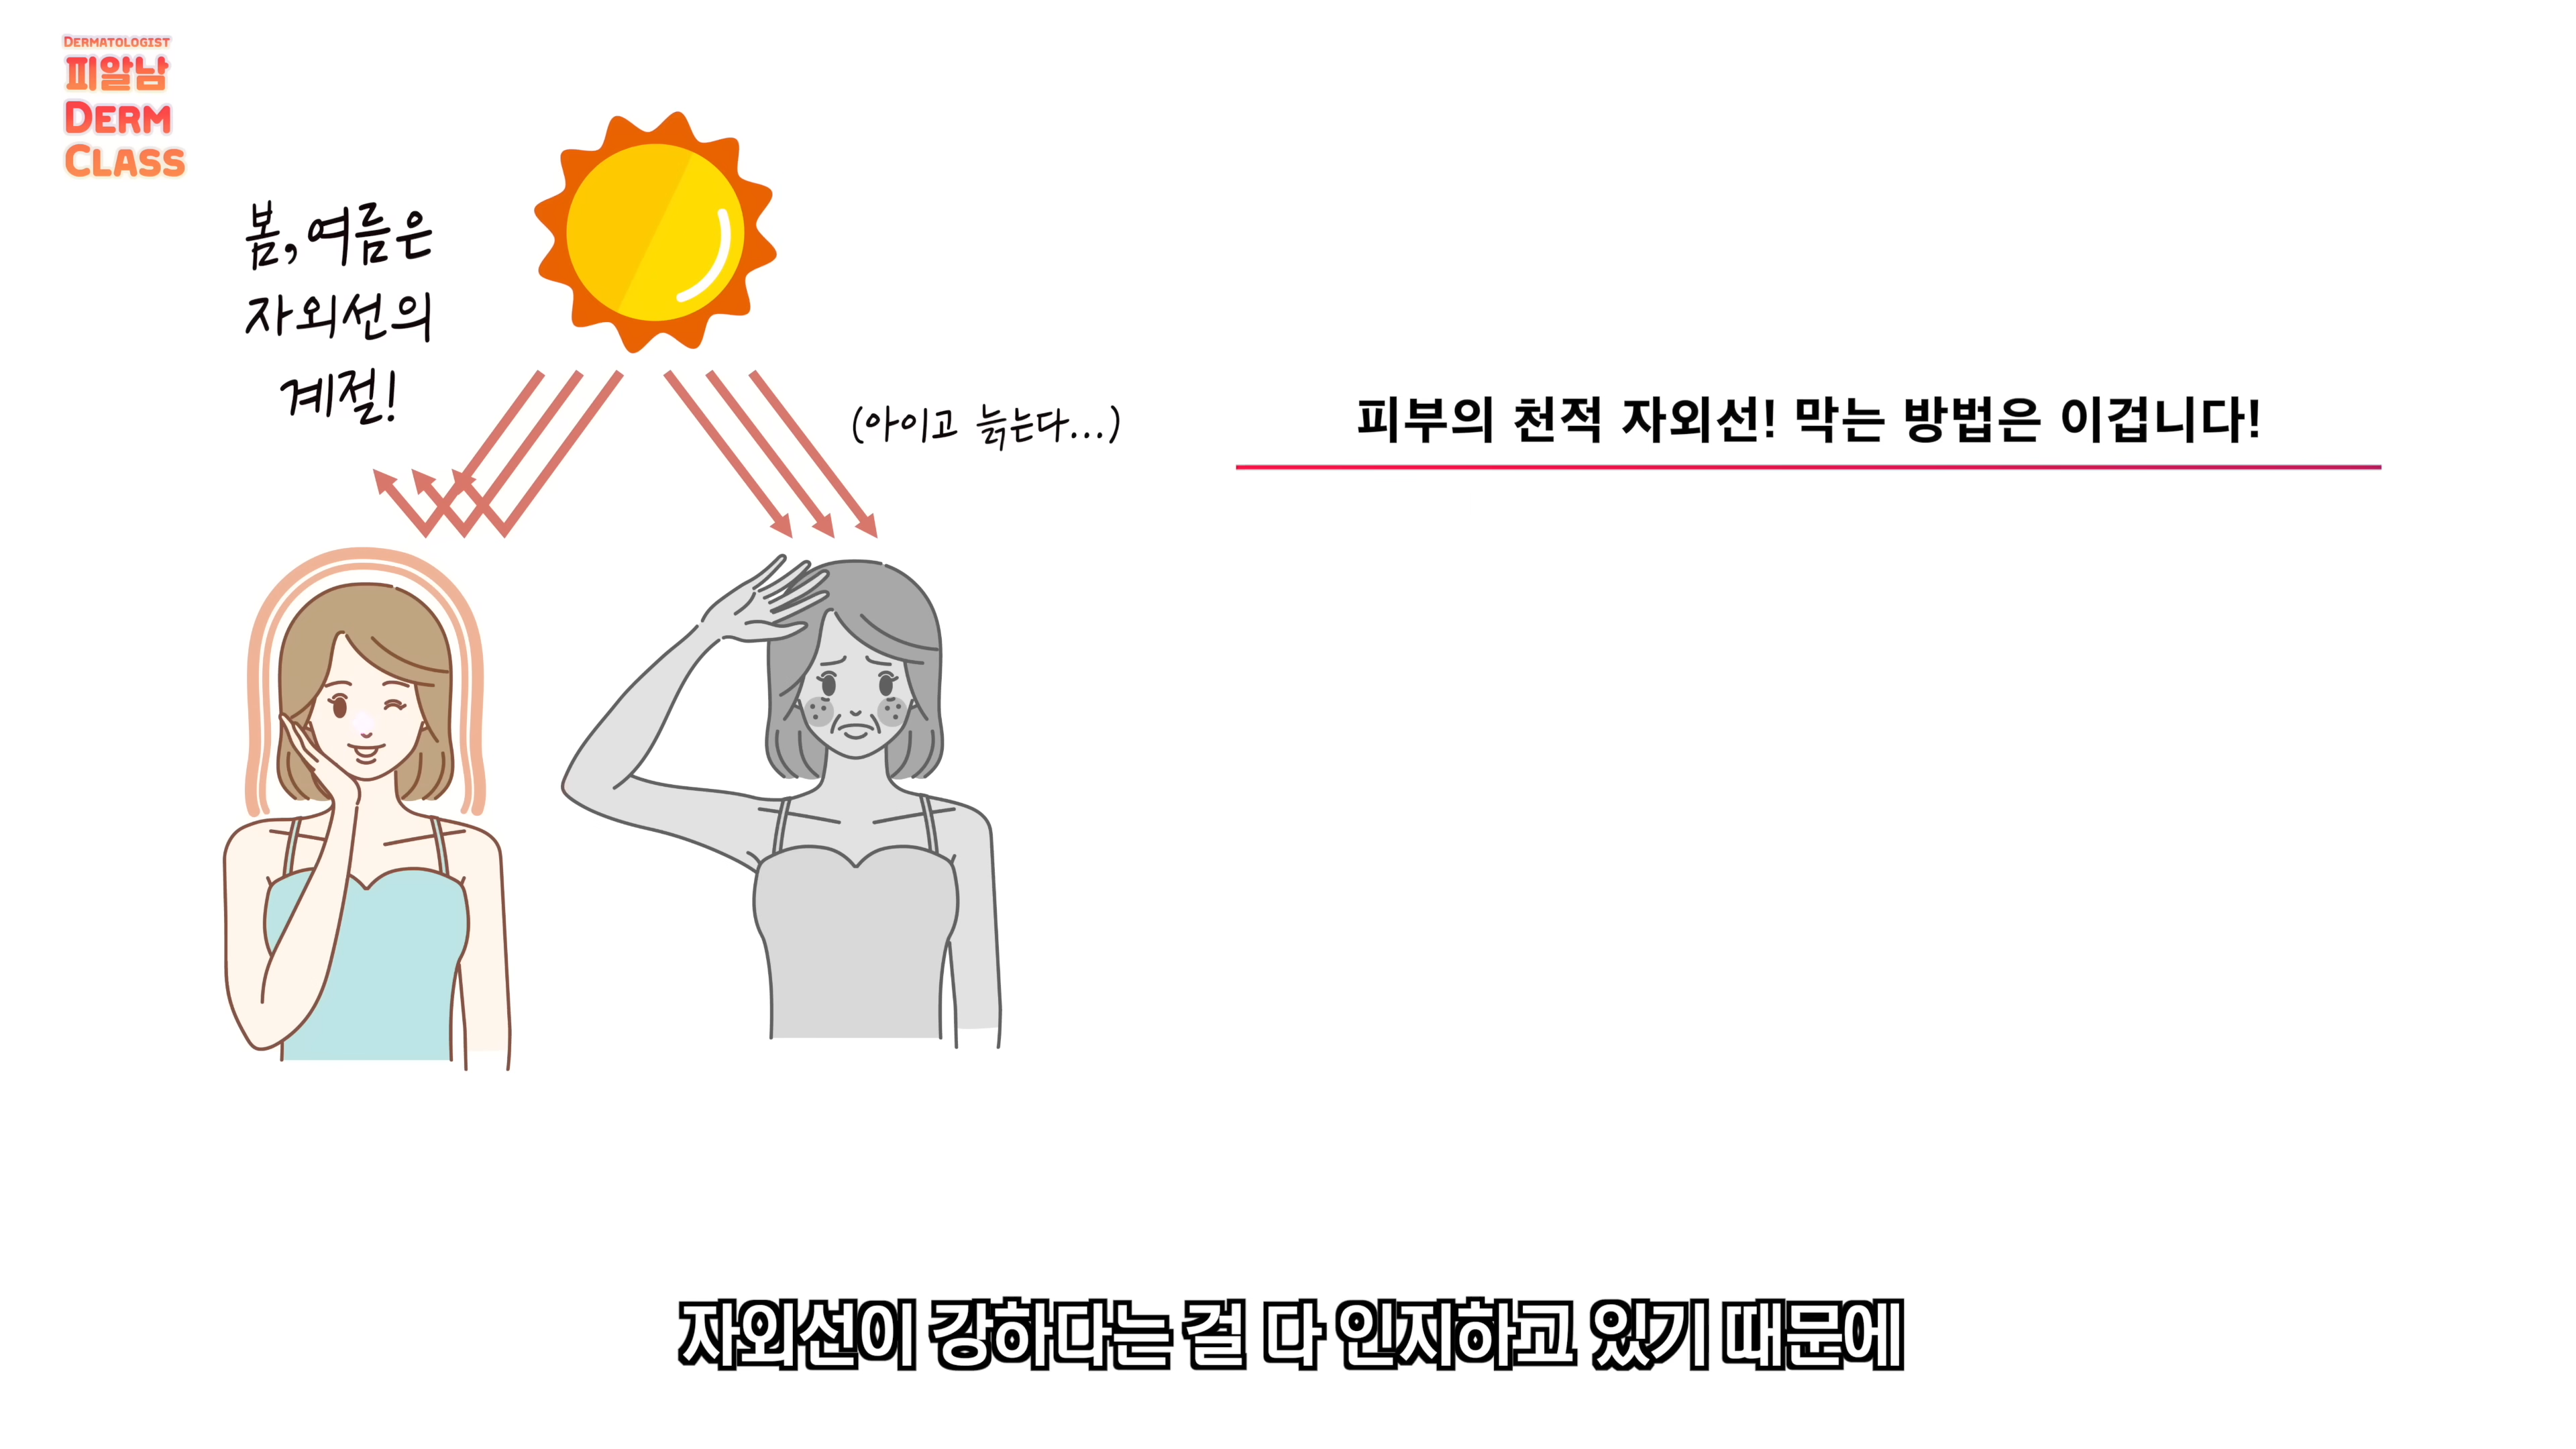 DERMATOLOGIST
피알남
DERM
CLASS
봄,여름은
자외선의
계절!
(아이고 늙는다...)
피부의 천적 자외선! 막는 방법은 이겁니다!
자외선이 강하다는 걸 다 인지하고 있기 때문에